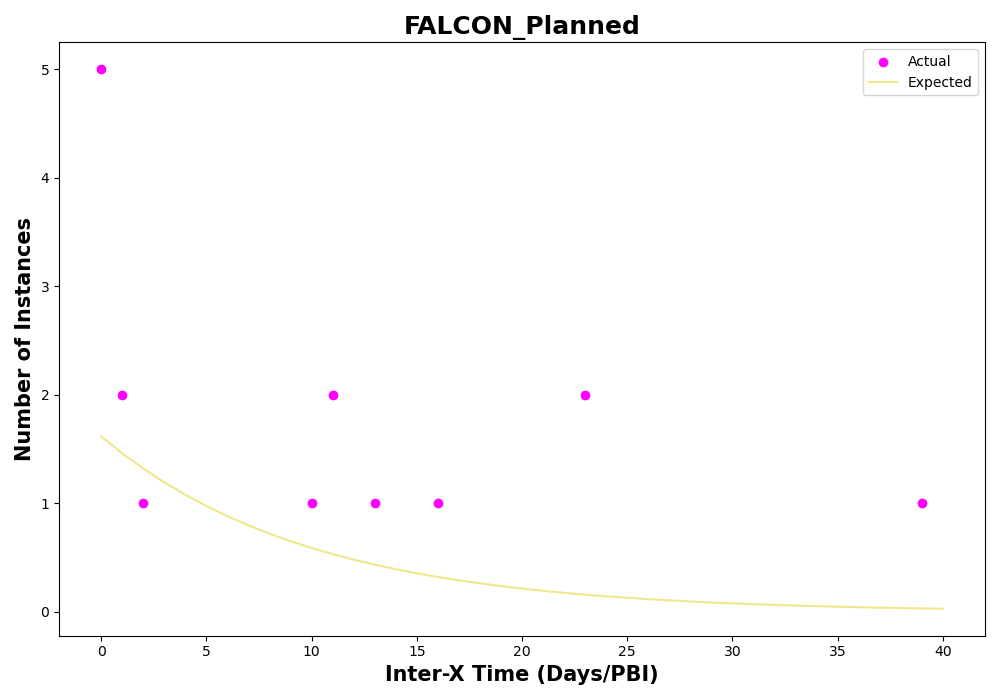 FALCON_Planned
Actual
Expected
Number of Instances
5
4
3
2
1
0
0 5 10 15 20 25 30 35 40
Inter-X Time (Days/PBI)